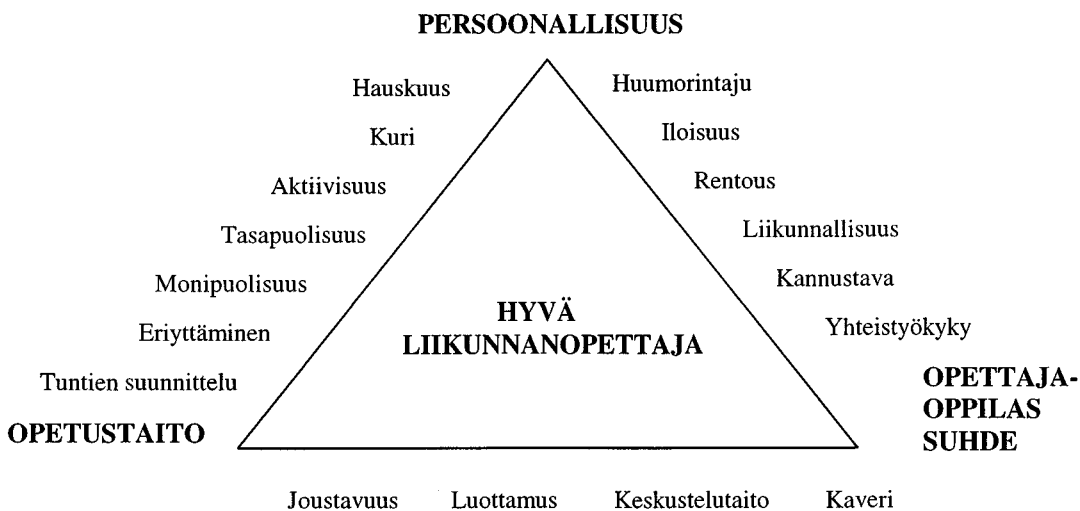 PERSOONALLISUUS
Hauskuus
Huumorintaju
Kuri
Iloisuus
Aktiivisuus
Rentous
Tasapuolisuus
Liikunnallisuus
Monipuolisuus
Kannustava
HYVÄ
LIIKUNNANOPETTAJA
Eriyttäminen
Yhteistyökyky
Tuntien suunnittelu
OPETUSTAITO
OPETTAJA-
OPPILAS
SUHDE
Joustavuus Luottamus Keskustelutaito Kaveri